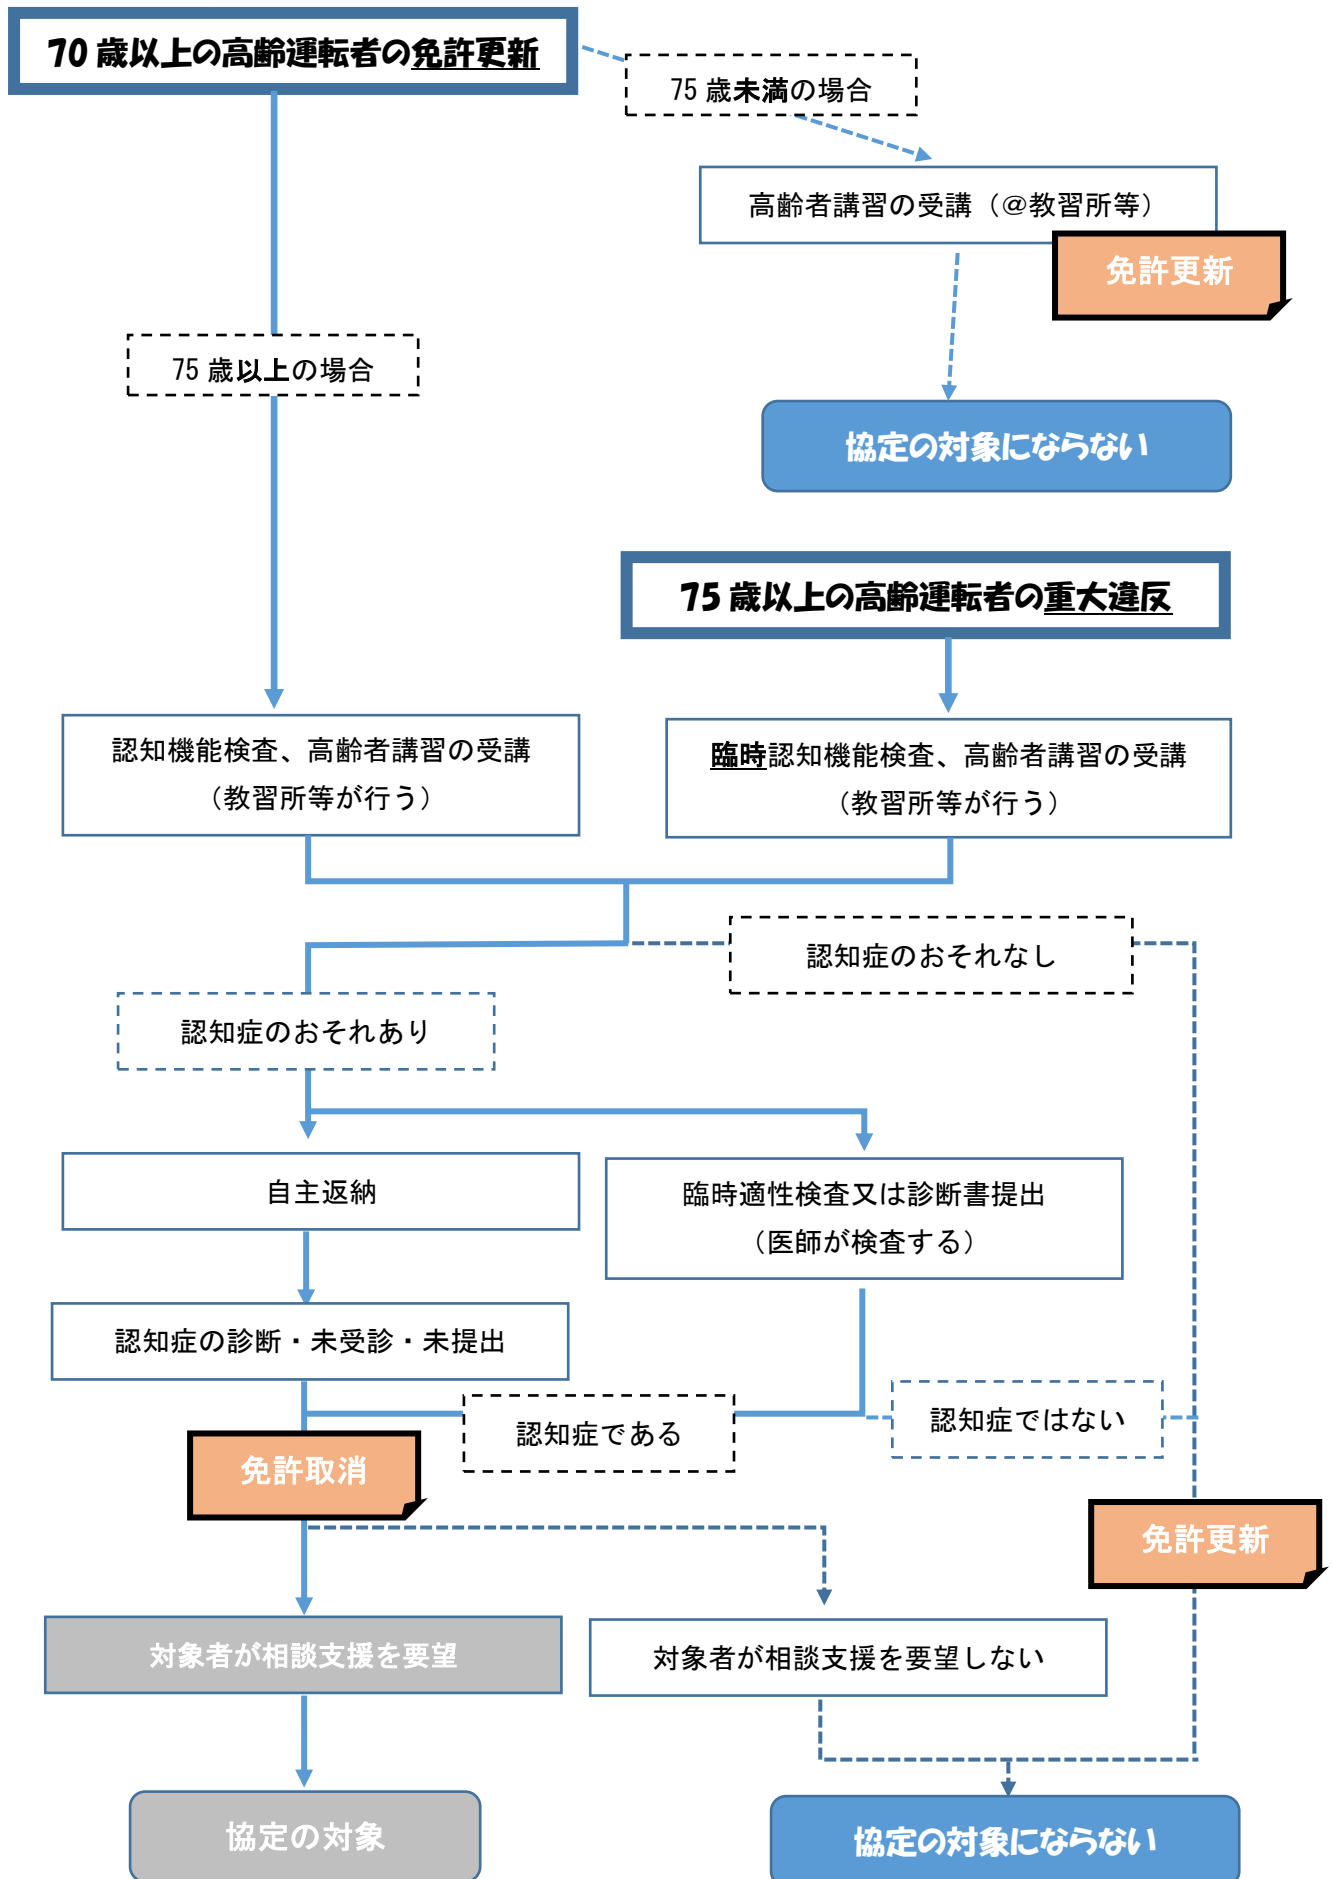 70歳以上の高齢運転者の免許更新
75歳未満の場合
高齢者講習の受講（＠教習所等）
免許更新
75歳以上の場合
協定の対象にならない
75歳以上の高齢運転者の重大違反
認知機能検査、高齢者講習の受講
（教習所等が行う）
臨時認知機能検査、高齢者講習の受講
（教習所等が行う）
認知症のおそれなし
認知症のおそれあり
自主返納
臨時適性検査又は診断書提出
（医師が検査する）
認知症の診断・未受診・未提出
認知症である
認知症ではない
免許取消
免許更新
対象者が相談支援を要望
対象者が相談支援を要望しない
協定の対象
協定の対象にならない